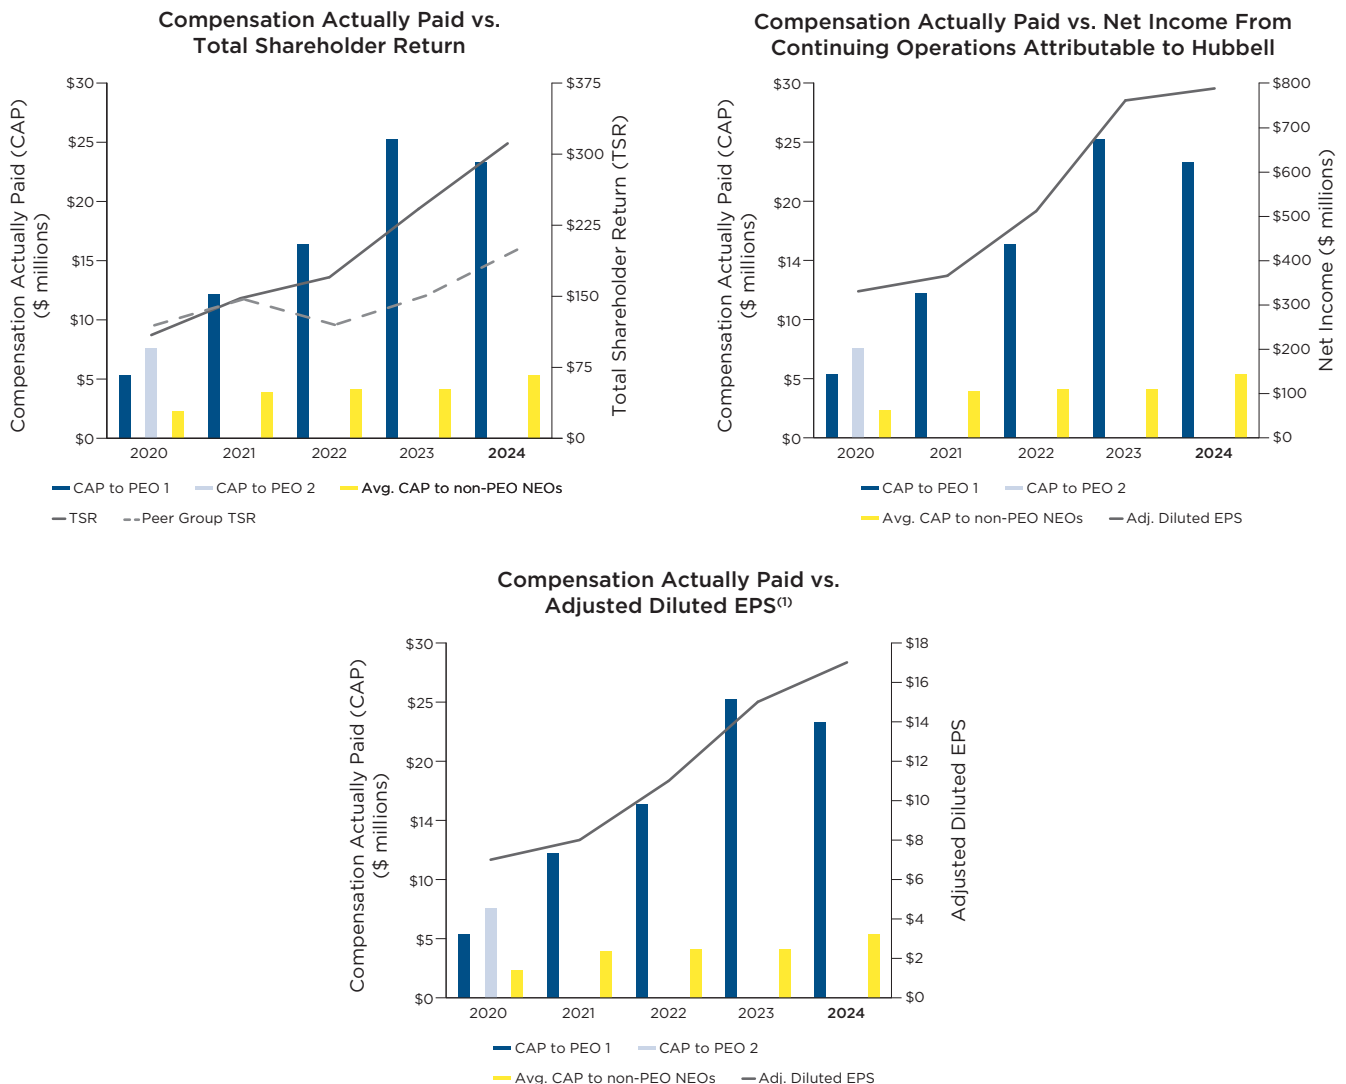 Compensation Actually Paid vs.
Total Shareholder Return
Compensation Actually Paid (CAP)
($ millions)
$30
$25
$20
$15
$10
$5
$0
$375
$300
$225
$150
$75
$0
Total Shareholder Return (TSR)
2020 2021 2022 2023 2024
CAP to PEO 1 CAP to PEO 2 Avg. CAP to non-PEO NEOs
TSR Peer Group TSR
Compensation Actually Paid vs. Net Income From
Continuing Operations Attributable to Hubbell
Compensation Actually Paid (CAP)
($ millions)
$30
$25
$20
$14
$10
$5
$0
$800
$700
$600
$500
$400
$300
$200
$100
$0
Net Income ($ millions)
2020 2021 2022 2023 2024
CAP to PEO 1 CAP to PEO 2
Avg. CAP to non-PEO NEOs Adj. Diluted EPS
Compensation Actually Paid vs.
Adjusted Diluted EPS(1)
Compensation Actually Paid (CAP)
($ millions)
$30
$25
$20
$14
$10
$5
$0
$18
$16
$14
$12
$10
$8
$6
$4
$2
$0
Adjusted Diluted EPS
2020 2021 2022 2023 2024
CAP to PEO 1 CAP to PEO 2
Avg. CAP to non-PEO NEOs Adj. Diluted EPS